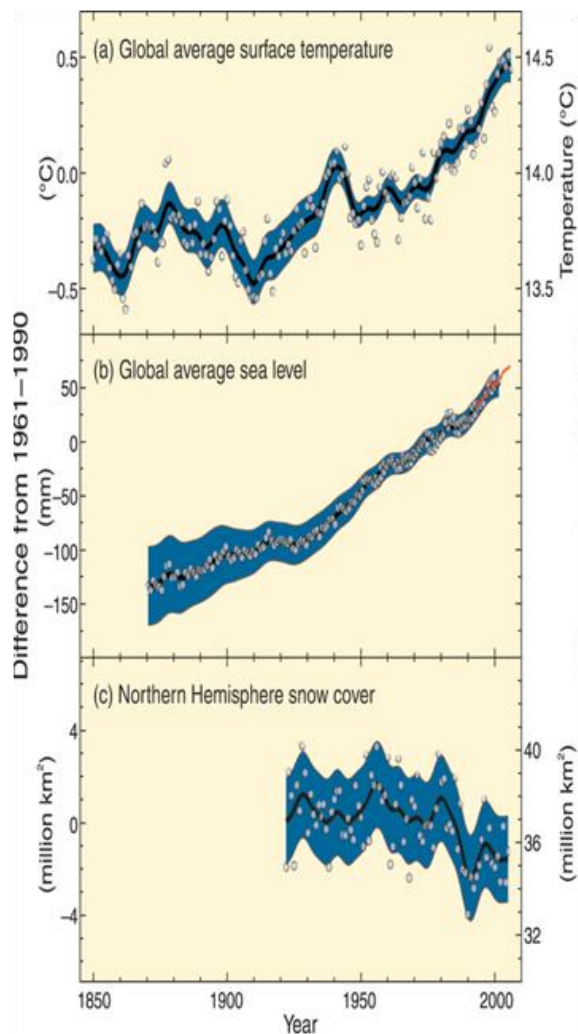 (a) Global average surface temperature
0.5
0.0
−0.5
(°C)
14.5
14.0
13.5
Temperature (°C)
Difference from 1961–1990
(b) Global average sea level
50
0
−50
−100
−150
(mm)
(c) Northern Hemisphere snow cover
4
0
−4
(million km²)
40
36
32
(million km²)
1850
1900
1950
2000
Year